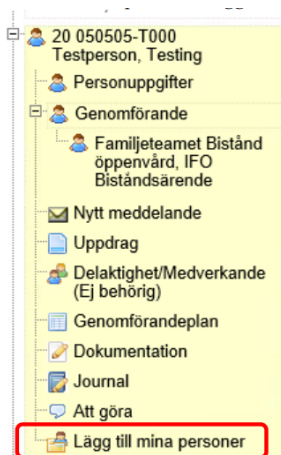 20 050505-T000
Testperson, Testing
Personuppgifter
Genomförande
Familjeteamet Bistånd
öppenvård, IFO
Biståndsärende
Nytt meddelande
Uppdrag
Delaktighet/Medverkande
(Ej behörig)
Genomförandeplan
Dokumentation
Journal
Att göra
Lägg till mina personer